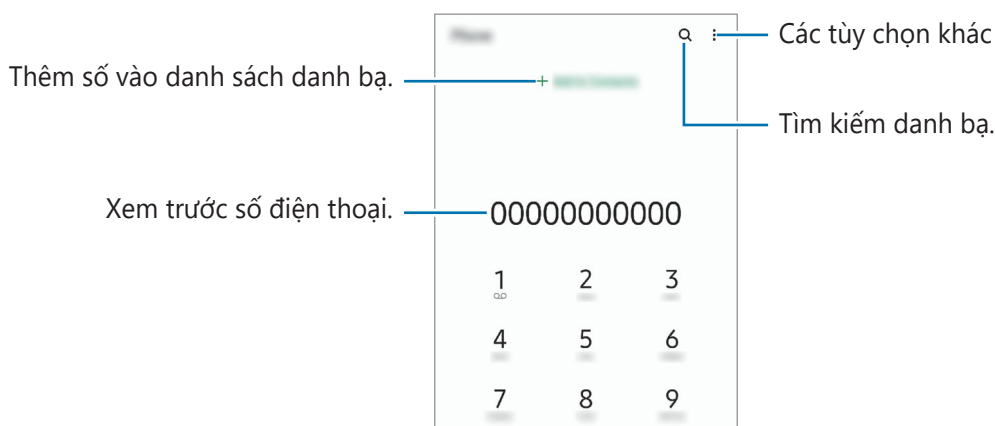 Các tùy chọn khác
Thêm số vào danh sách danh bạ.
Tìm kiếm danh bạ.
Xem trước số điện thoại.
00000000000
1 2 3
4 5 6
7 8 9